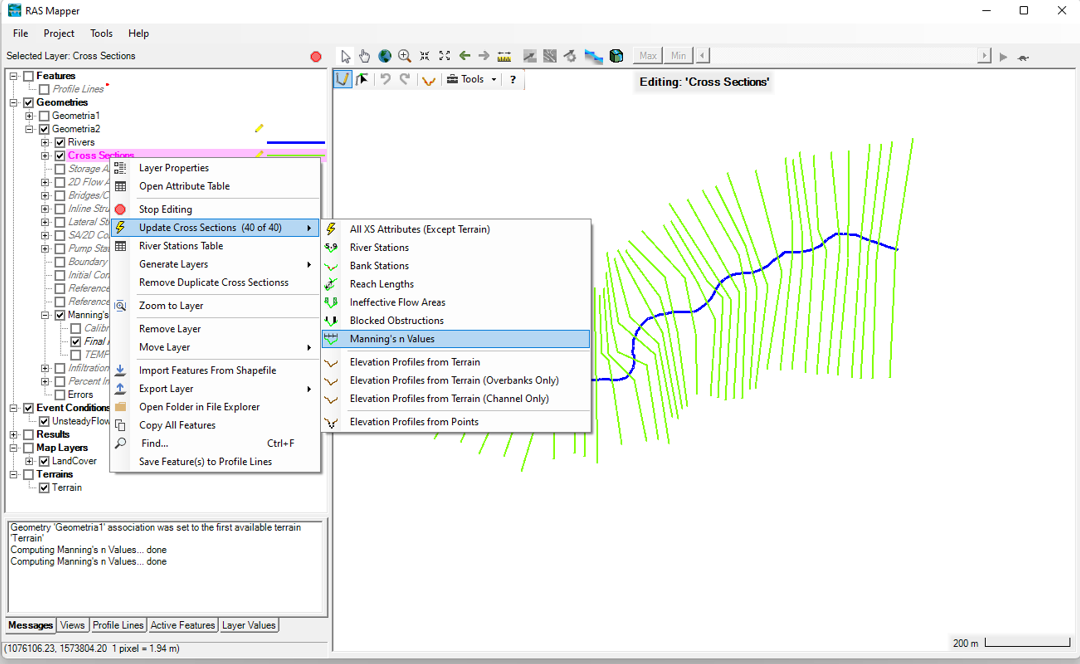 RAS Mapper
File Project Tools Help
Selected Layer: Cross Sections
Max Min
Tools ?
Editing: 'Cross Sections'
Features
Profile Lines
Geometries
Geometria1
Geometria2
Rivers
Cross Sections
Storage A
2D Flow A
Bridges/C
Inline Stru
Lateral St
SA/2D Co
Pump Stat
Boundary
Initial Con
Reference
Reference
Manning's
Calibr
Final
TEMP
Infiltration
Percent In
Errors
Event Conditions
UnsteadyFlow
Results
Map Layers
LandCover
Terrains
Terrain
Layer Properties
Open Attribute Table
Stop Editing
Update Cross Sections (40 of 40)
River Stations Table
Generate Layers
Remove Duplicate Cross Sectionss
Zoom to Layer
Remove Layer
Move Layer
Import Features From Shapefile
Export Layer
Open Folder in File Explorer
Copy All Features
Find... Ctrl+F
Save Feature(s) to Profile Lines
All XS Attributes (Except Terrain)
5.9 River Stations
Bank Stations
Reach Lengths
Ineffective Flow Areas
Blocked Obstructions
Manning's n Values
Elevation Profiles from Terrain
Elevation Profiles from Terrain (Overbanks Only)
Elevation Profiles from Terrain (Channel Only)
Elevation Profiles from Points
Geometry 'Geometria1' association was set to the first available terrain
'Terrain'
Computing Manning's n Values... done
Computing Manning's n Values... done
Messages Views Profile Lines Active Features Layer Values
(1076106.23, 1573804.20 1 pixel = 1.94 m)
200 m